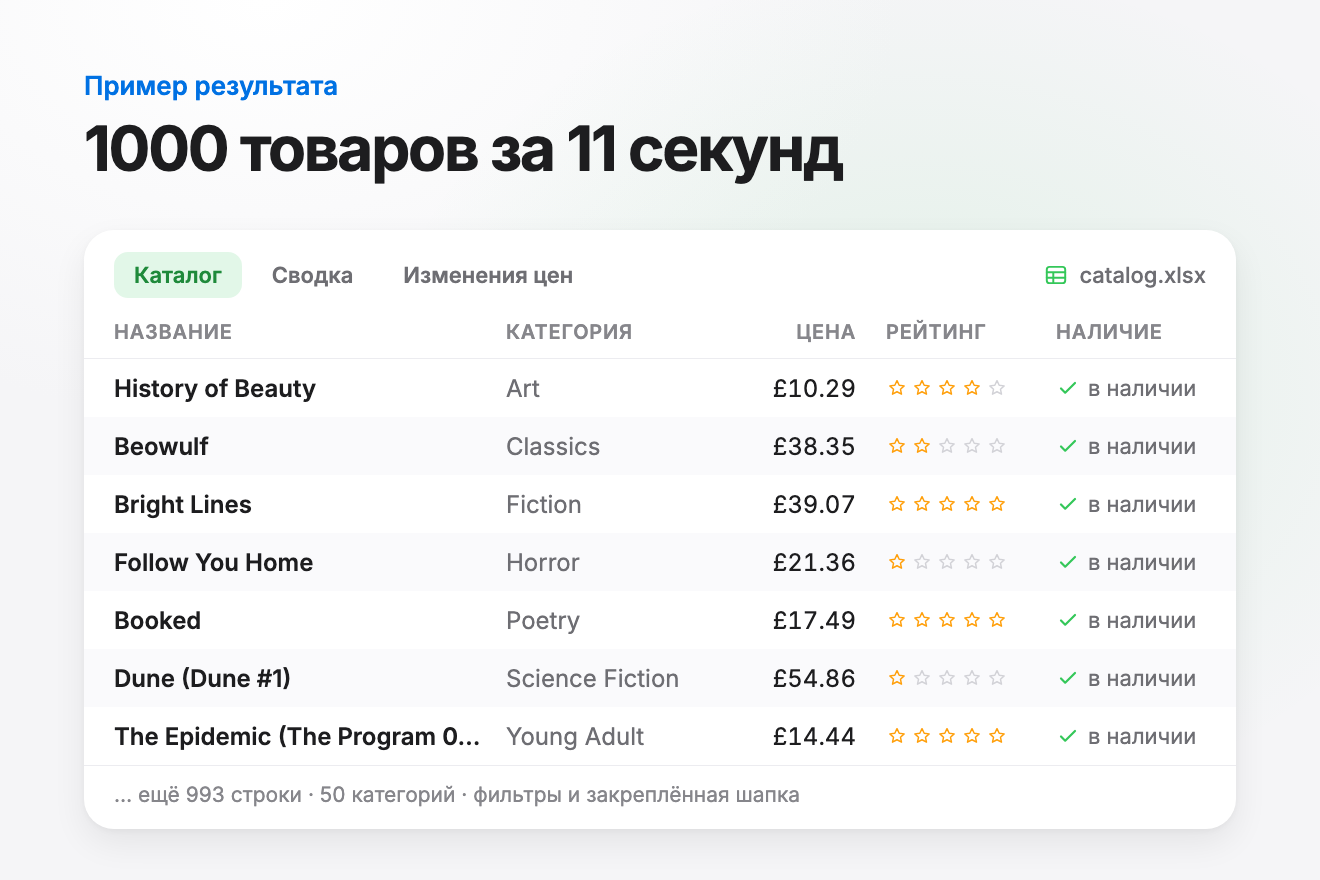 Пример результата
1000 товаров за 11 секунд
Каталог Сводка Изменения цен catalog.xlsx
НАЗВАНИЕ КАТЕГОРИЯ ЦЕНА РЕЙТИНГ НАЛИЧИЕ
History of Beauty Art £10.29 в наличии
Beowulf Classics £38.35 в наличии
Bright Lines Fiction £39.07 в наличии
Follow You Home Horror £21.36 в наличии
Booked Poetry £17.49 в наличии
Dune (Dune #1) Science Fiction £54.86 в наличии
The Epidemic (The Program 0... Young Adult £14.44 в наличии
... ещё 993 строки · 50 категорий · фильтры и закреплённая шапка